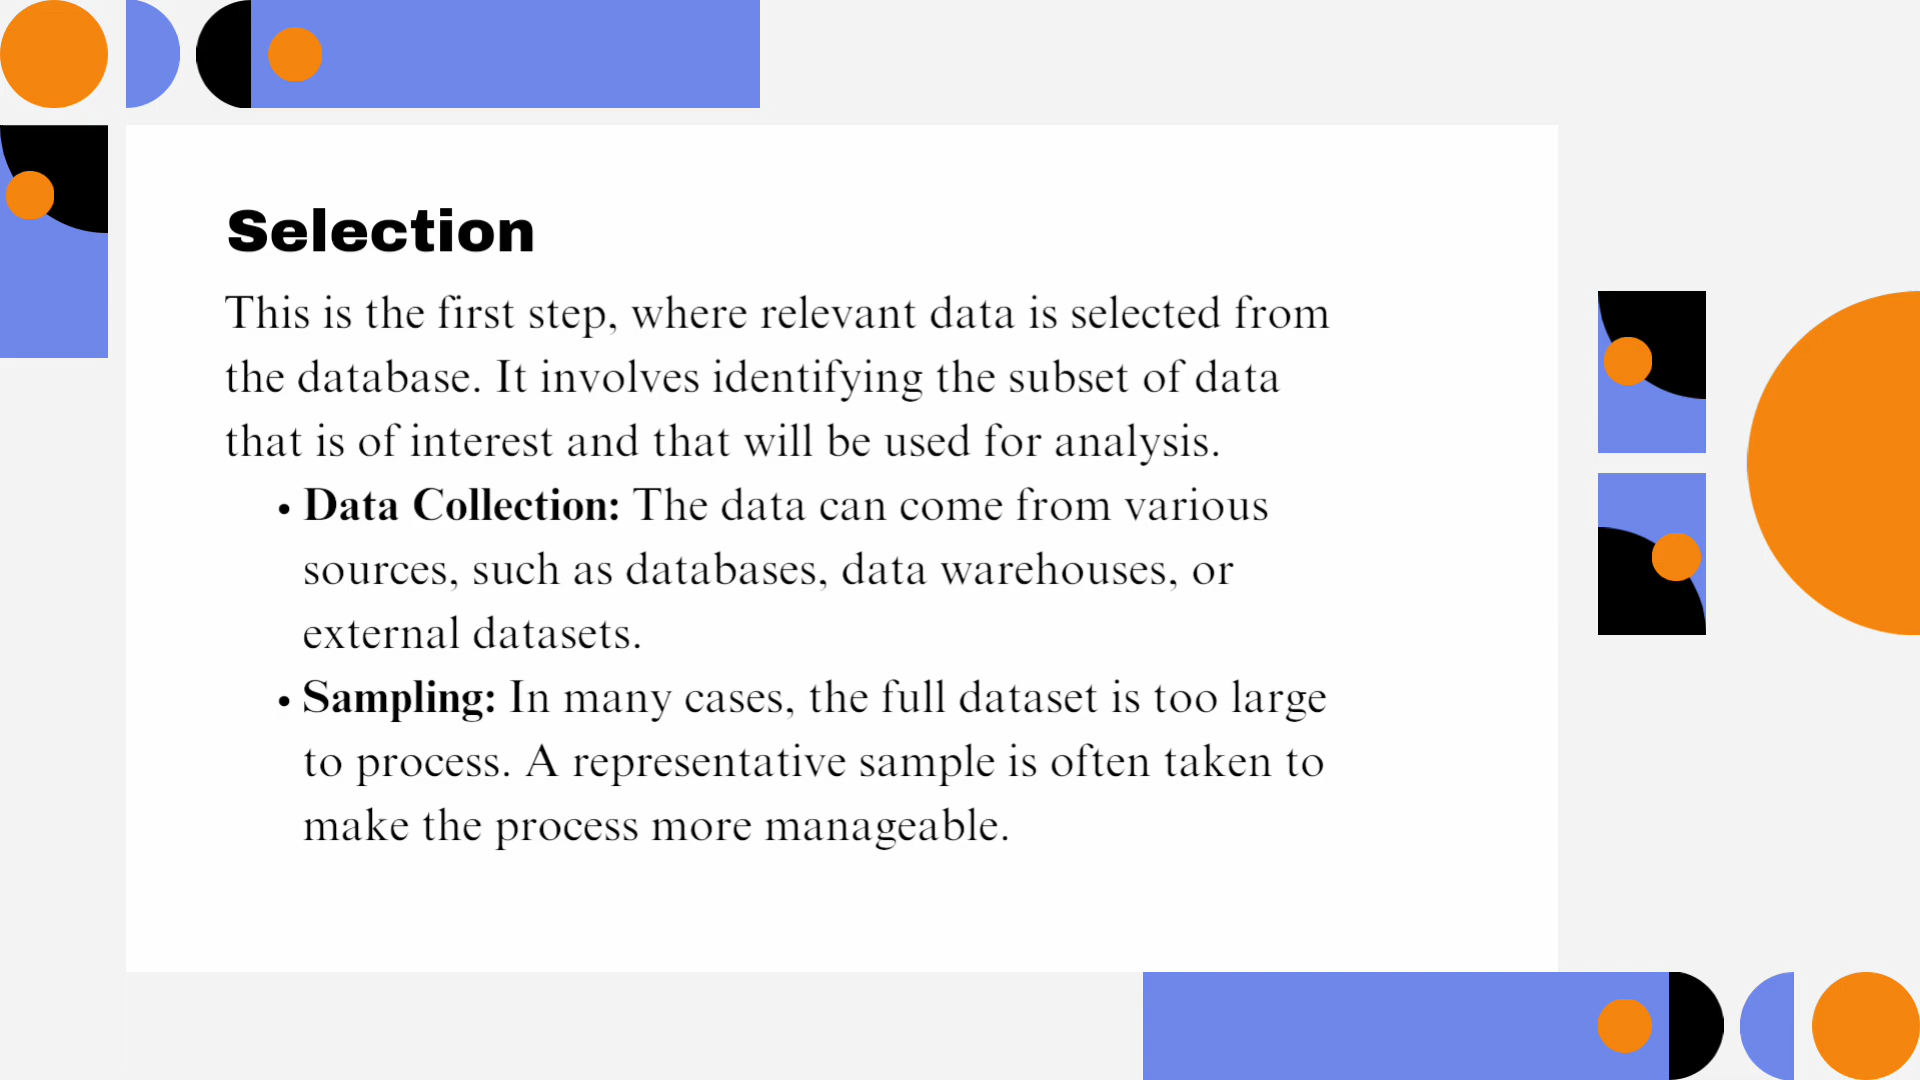 Selection
This is the first step, where relevant data is selected from
the database. It involves identifying the subset of data
that is of interest and that will be used for analysis.
• Data Collection: The data can come from various
sources, such as databases, data warehouses, or
external datasets.
• Sampling: In many cases, the full dataset is too large
to process. A representative sample is often taken to
make the process more manageable.